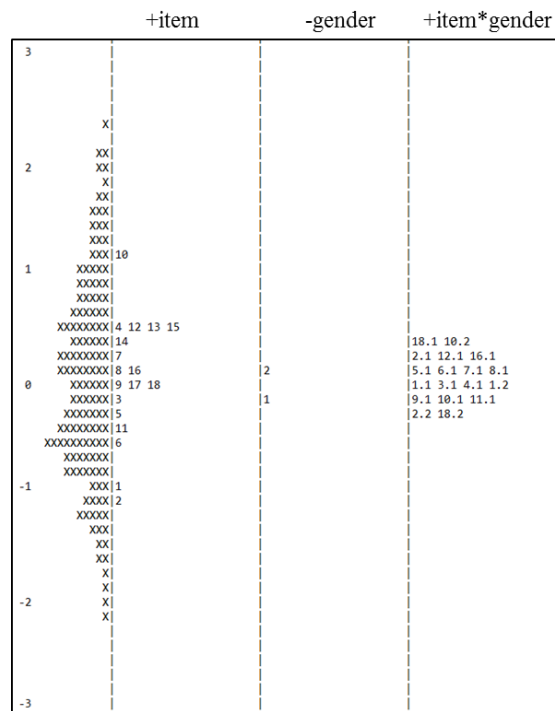 +item -gender +item*gender
3
X|
XX|
2 XX|
X|
XX|
XXX|
XXX|
XXX|
XXX|10
1 XXXXX|
XXXXX|
XXXXX|
XXXXXX|
XXXXXXXX|4 12 13 15
XXXXXX|14 |18.1 10.2
XXXXXXXX|7 |2.1 12.1 16.1
XXXXXXXX|8 16 |2 |5.1 6.1 7.1 8.1
0 XXXXXX|9 17 18 |1.1 3.1 4.1 1.2
XXXXXX|3 |1 |9.1 10.1 11.1
XXXXXXX|5 |2.2 18.2
XXXXXXXX|11
XXXXXXXXXX|6
XXXXXXX|
XXXXXXX|
-1 XXX|1
XXXX|2
XXXXX|
XXX|
XX|
XX|
X|
X|
-2 X|
X|
-3